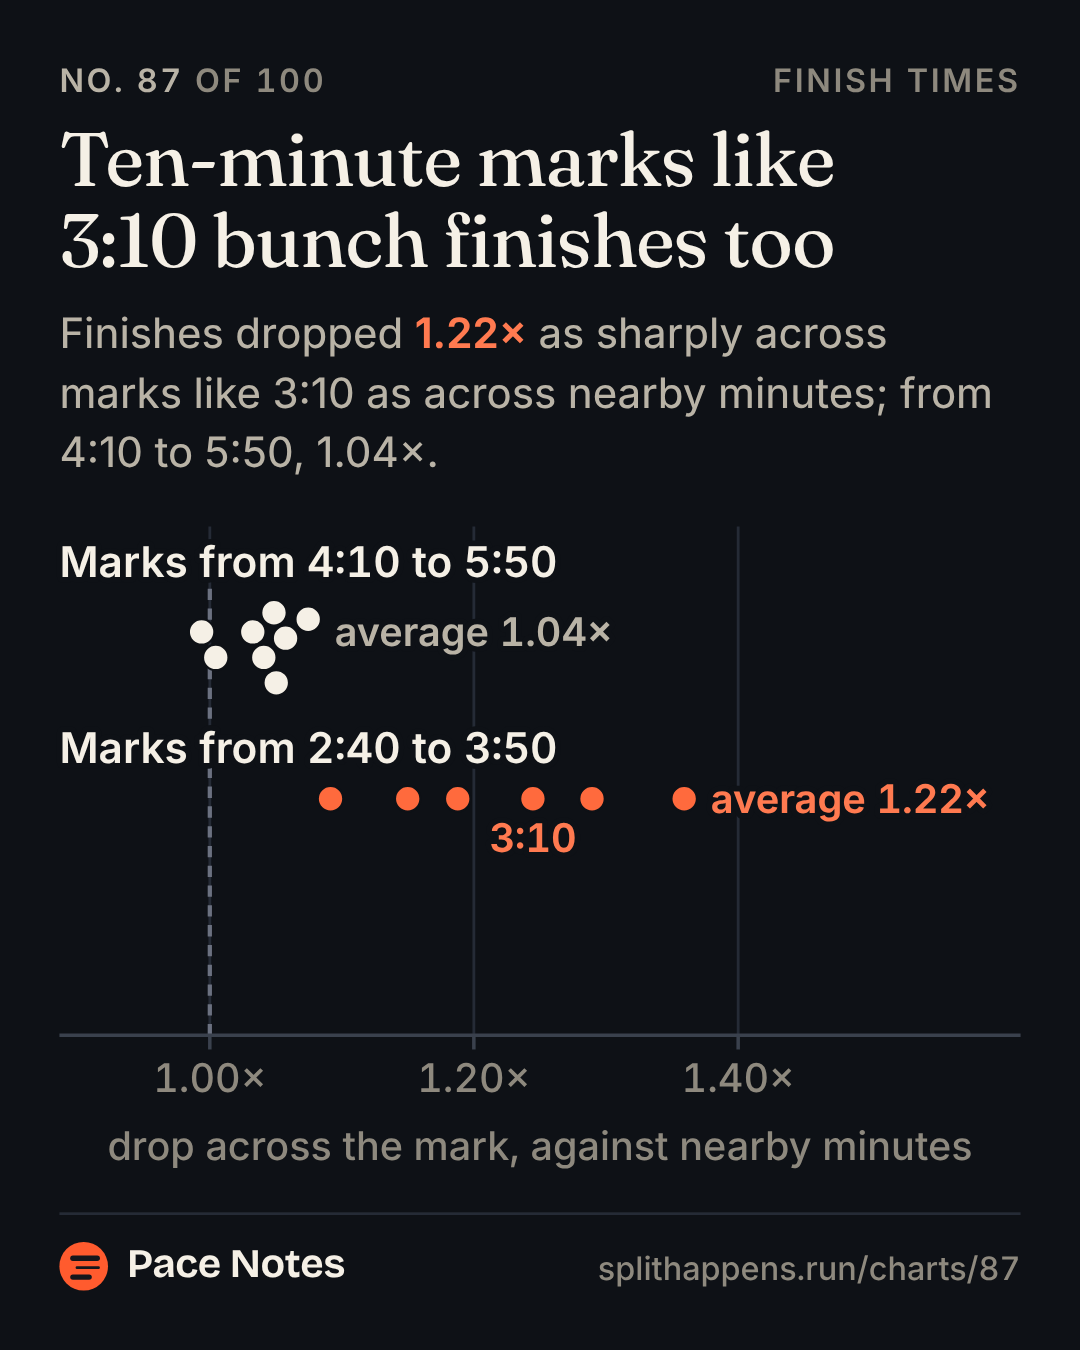 NO. 87 OF 100
FINISH TIMES
Ten-minute marks like
3:10 bunch finishes too
Finishes dropped 1.22× as sharply across
marks like 3:10 as across nearby minutes; from
4:10 to 5:50, 1.04×.
Marks from 4:10 to 5:50
average 1.04×
Marks from 2:40 to 3:50
average 1.22×
3:10
1.00×
1.20×
1.40×
drop across the mark, against nearby minutes
Pace Notes
splithappens.run/charts/87